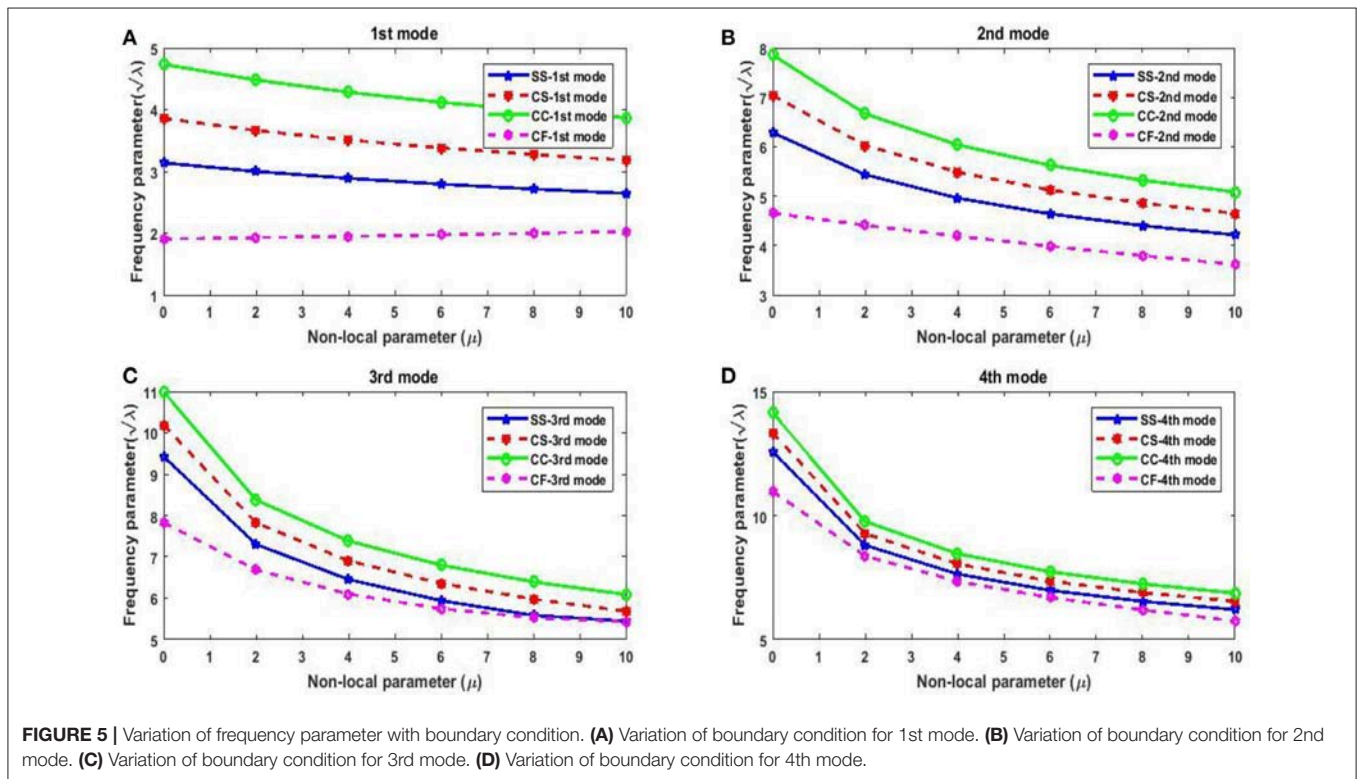 A
1st mode
Frequency parameter(√λ)
5
4
3
2
1
SS-1st mode
CS-1st mode
CC-1st mode
CF-1st mode
0 1 2 3 4 5 6 7 8 9 10
Non-local parameter (μ)
B
2nd mode
Frequency parameter(√λ)
8
7
6
5
4
3
SS-2nd mode
CS-2nd mode
CC-2nd mode
CF-2nd mode
0 1 2 3 4 5 6 7 8 9 10
Non-local parameter (μ)
C
3rd mode
Frequency parameter(√λ)
11
10
9
8
7
6
5
SS-3rd mode
CS-3rd mode
CC-3rd mode
CF-3rd mode
0 1 2 3 4 5 6 7 8 9 10
Non-local parameter (μ)
D
4th mode
Frequency parameter(√λ)
15
10
5
SS-4th mode
CS-4th mode
CC-4th mode
CF-4th mode
0 1 2 3 4 5 6 7 8 9 10
Non-local parameter (μ)
FIGURE 5 | Variation of frequency parameter with boundary condition. (A) Variation of boundary condition for 1st mode. (B) Variation of boundary condition for 2nd
mode. (C) Variation of boundary condition for 3rd mode. (D) Variation of boundary condition for 4th mode.